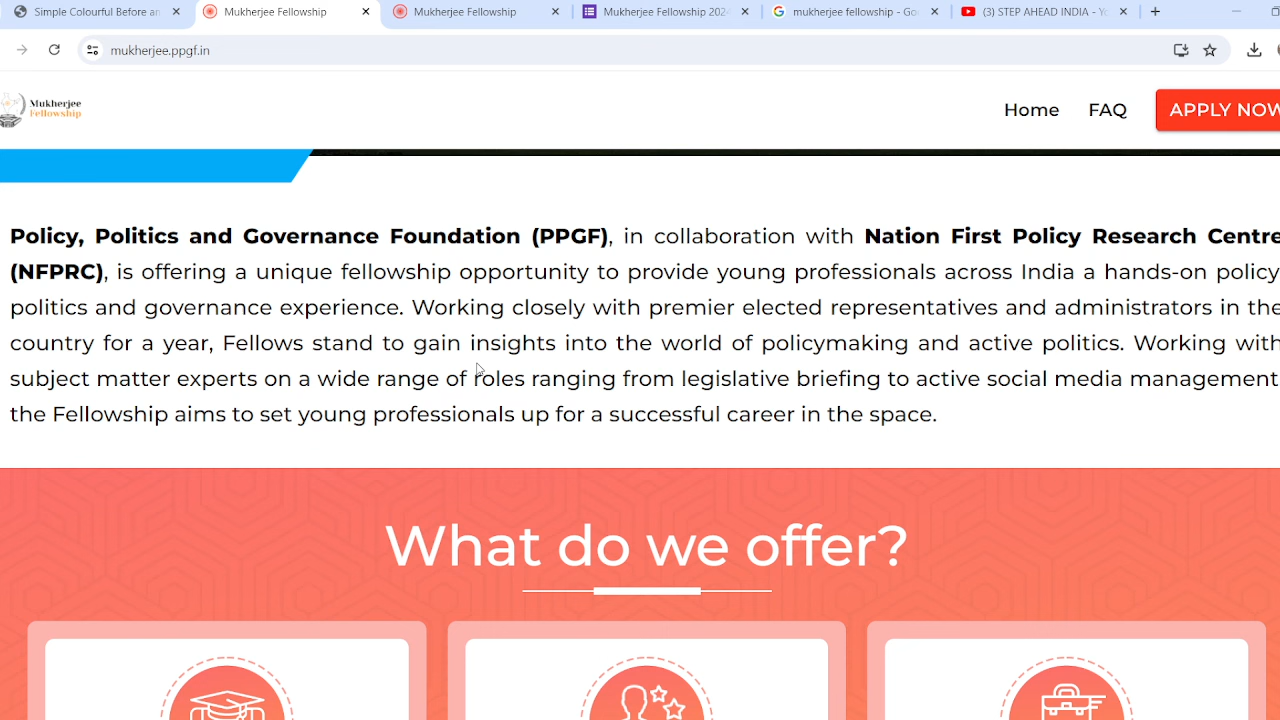 Simple Colourful Before an
Mukherjee Fellowship
Mukherjee Fellowship
Mukherjee Fellowship 2024
mukherjee fellowship - Go
(3) STEP AHEAD INDIA - Yo
mukherjee.ppgf.in
Mukherjee
Fellowship
Home
FAQ
APPLY NOW
Policy, Politics and Governance Foundation (PPGF), in collaboration with Nation First Policy Research Centre
(NFPRC), is offering a unique fellowship opportunity to provide young professionals across India a hands-on policy
politics and governance experience. Working closely with premier elected representatives and administrators in the
country for a year, Fellows stand to gain insights into the world of policymaking and active politics. Working with
subject matter experts on a wide range of roles ranging from legislative briefing to active social media management
the Fellowship aims to set young professionals up for a successful career in the space.
What do we offer?